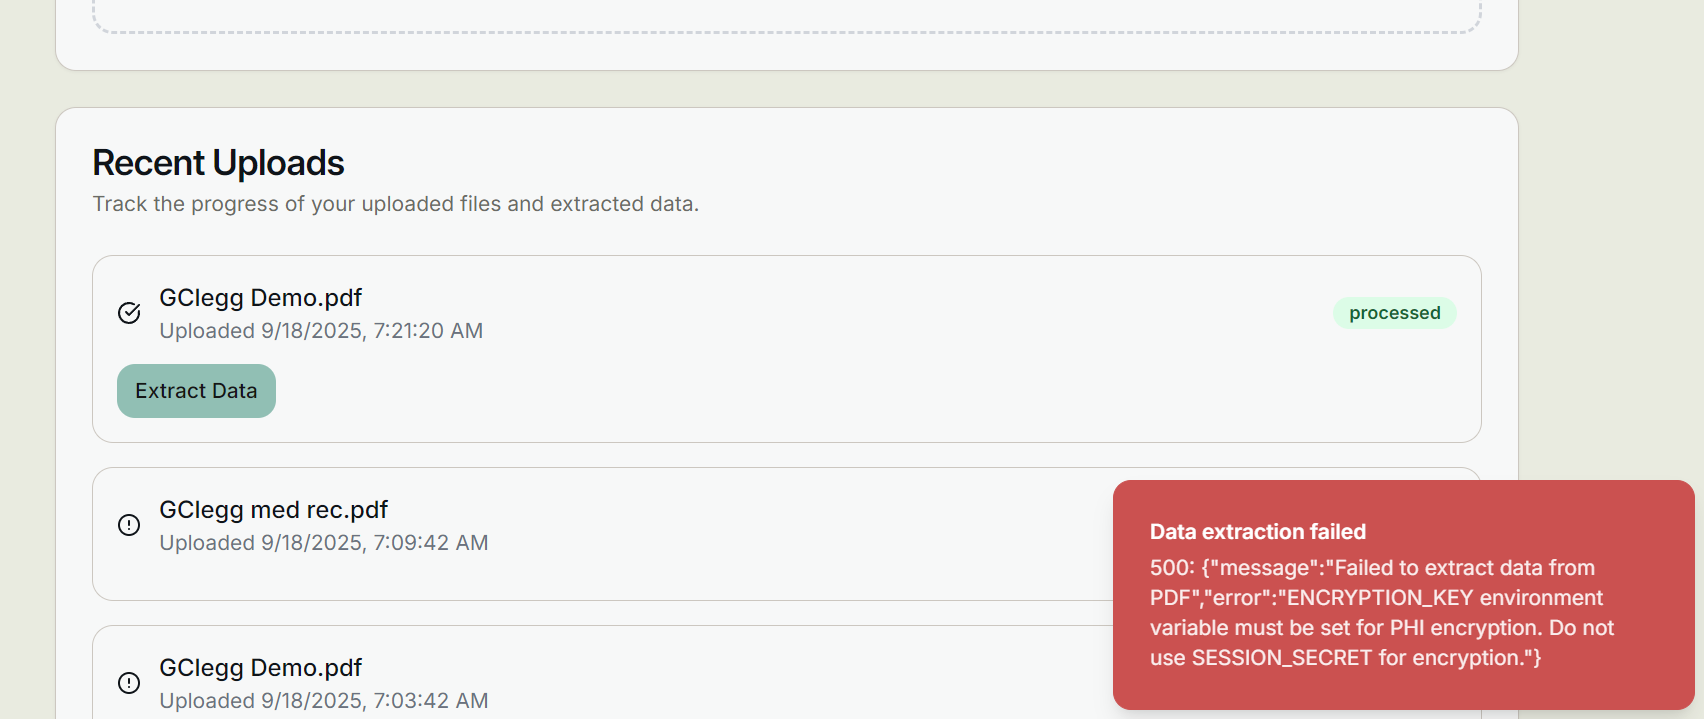 Recent Uploads
Track the progress of your uploaded files and extracted data.
GClegg Demo.pdf
Uploaded 9/18/2025, 7:21:20 AM
processed
Extract Data
GClegg med rec.pdf
Uploaded 9/18/2025, 7:09:42 AM
GClegg Demo.pdf
Uploaded 9/18/2025, 7:03:42 AM
Data extraction failed
500: {"message":"Failed to extract data from
PDF","error":"ENCRYPTION_KEY environment
variable must be set for PHI encryption. Do not
use SESSION_SECRET for encryption."}